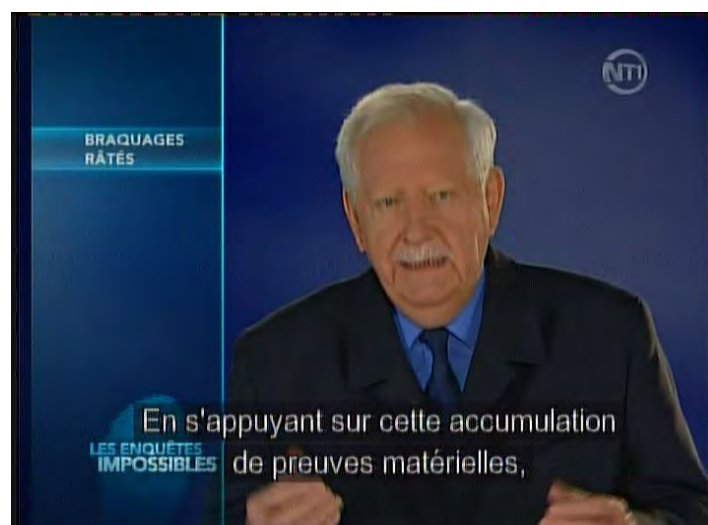 NT1
BRAQUAGES
RÂTÉS
En s'appuyant sur cette accumulation
de preuves matérielles,
LES ENQUÊTES
IMPOSSIBLES